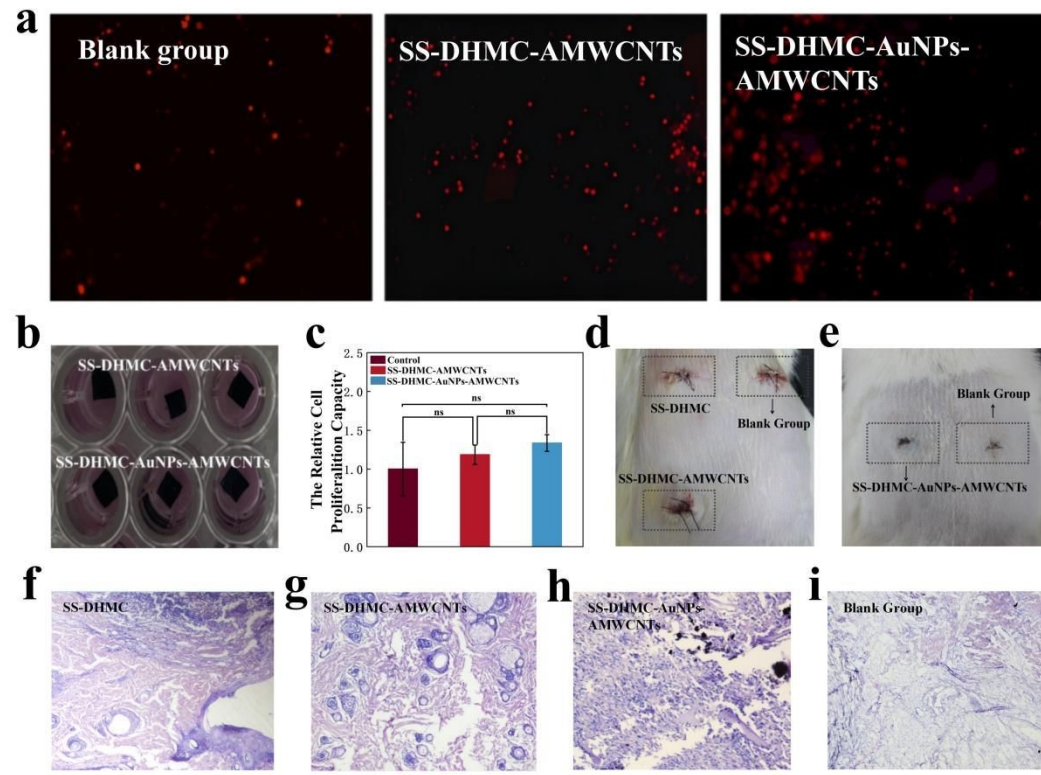 a
Blank group
SS-DHMC-AMWCNTs
SS-DHMC-AuNPs-
AMWCNTs
b
SS-DHMC-AMWCNTs
SS-DHMC-AuNPs-AMWCNTs
c
The Relative Cell
Proliferalition Capacity
2.5
2.0
1.5
1.0
0.5
0.0
Control
SS-DHMC-AMWCNTs
SS-DHMC-AuNPs-AMWCNTs
ns
ns
ns
d
SS-DHMC
Blank Group
SS-DHMC-AMWCNTs
e
Blank Group
SS-DHMC-AuNPs-AMWCNTs
f
SS-DHMC
g
SS-DHMC-AMWCNTs
h
SS-DHMC-AuNPs-
AMWCNTs
i
Blank Group